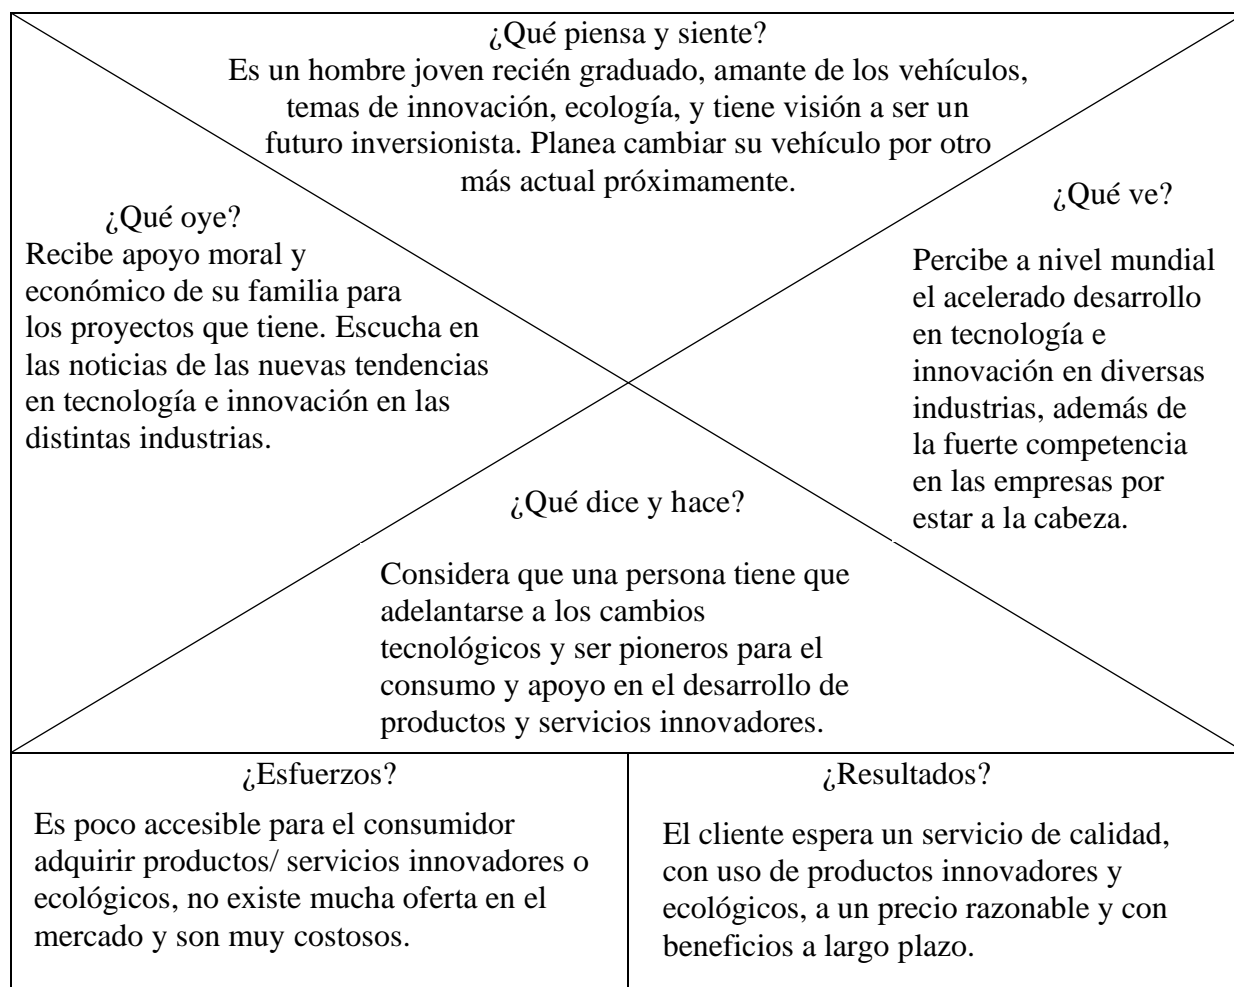 ¿Qué piensa y siente?
Es un hombre joven recién graduado, amante de los vehículos,
temas de innovación, ecología, y tiene visión a ser un
futuro inversionista. Planea cambiar su vehículo por otro
más actual próximamente.
¿Qué oye?
Recibe apoyo moral y
económico de su familia para
los proyectos que tiene. Escucha en
las noticias de las nuevas tendencias
en tecnología e innovación en las
distintas industrias.
¿Qué ve?
Percibe a nivel mundial
el acelerado desarrollo
en tecnología e
innovación en diversas
industrias, además de
la fuerte competencia
en las empresas por
estar a la cabeza.
¿Qué dice y hace?
Considera que una persona tiene que
adelantarse a los cambios
tecnológicos y ser pioneros para el
consumo y apoyo en el desarrollo de
productos y servicios innovadores.
¿Esfuerzos?
Es poco accesible para el consumidor
adquirir productos/ servicios innovadores o
ecológicos, no existe mucha oferta en el
mercado y son muy costosos.
¿Resultados?
El cliente espera un servicio de calidad,
con uso de productos innovadores y
ecológicos, a un precio razonable y con
beneficios a largo plazo.